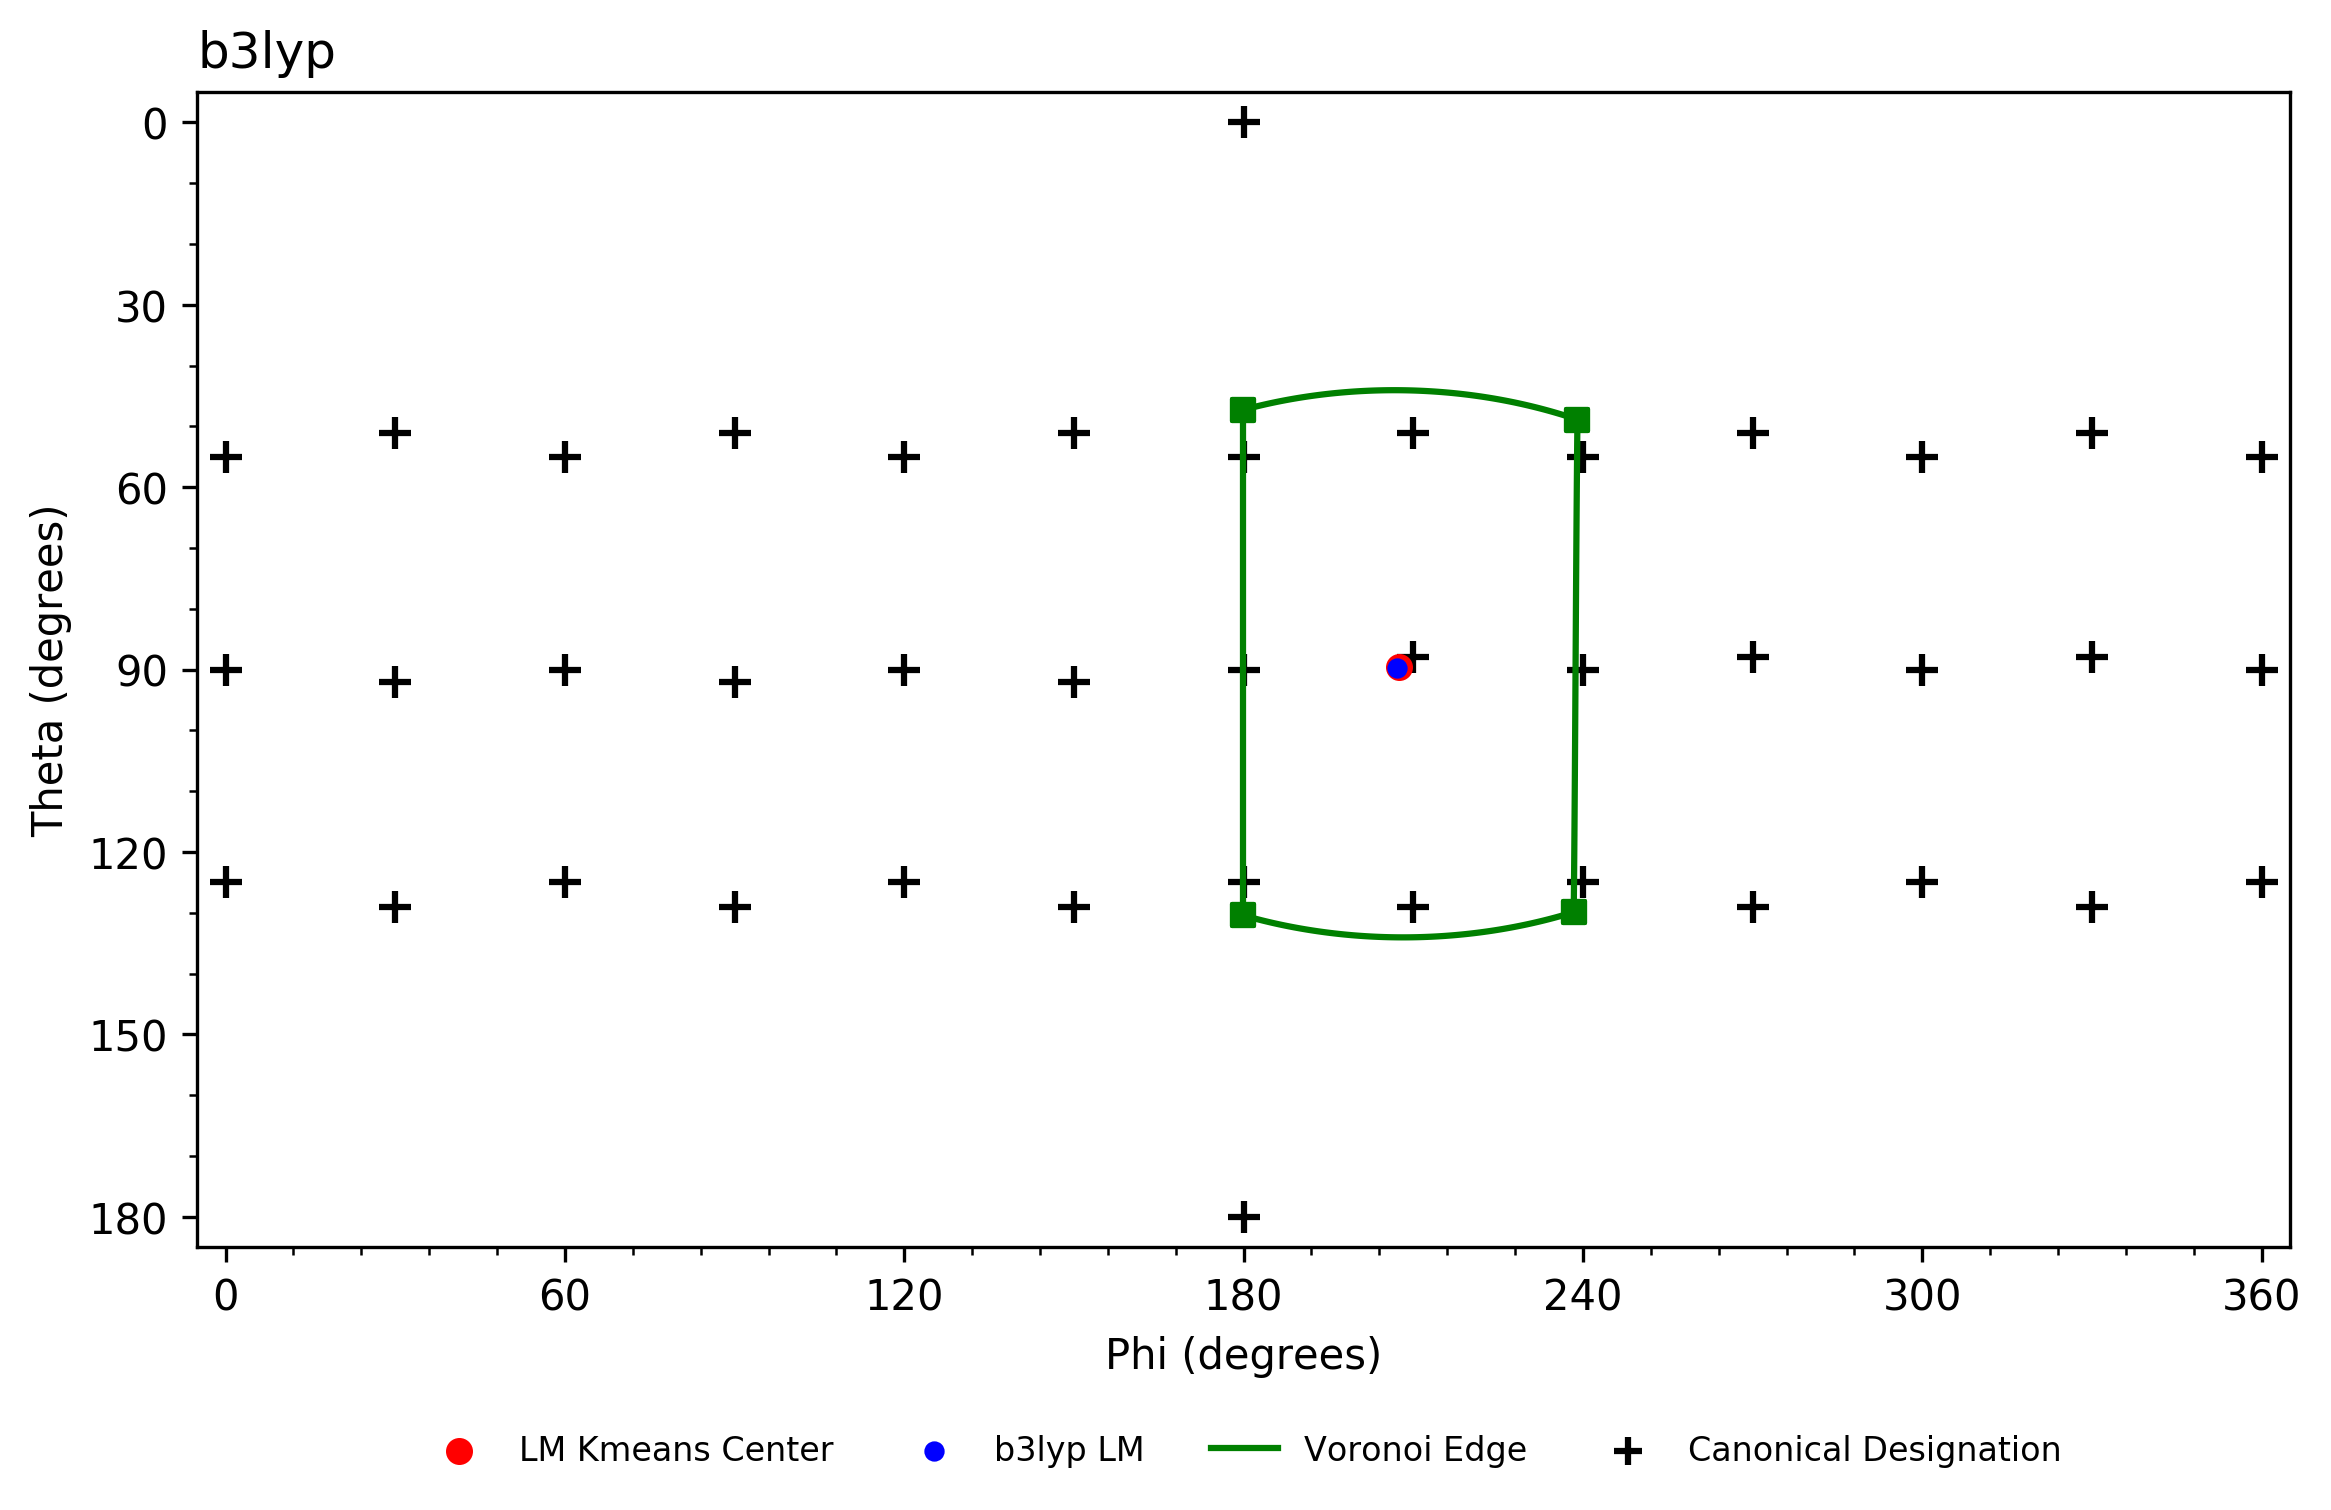 b3lyp
0
30
60
90
120
150
180
Theta (degrees)
0 60 120 180 240 300 360
Phi (degrees)
LM Kmeans Center b3lyp LM Voronoi Edge Canonical Designation